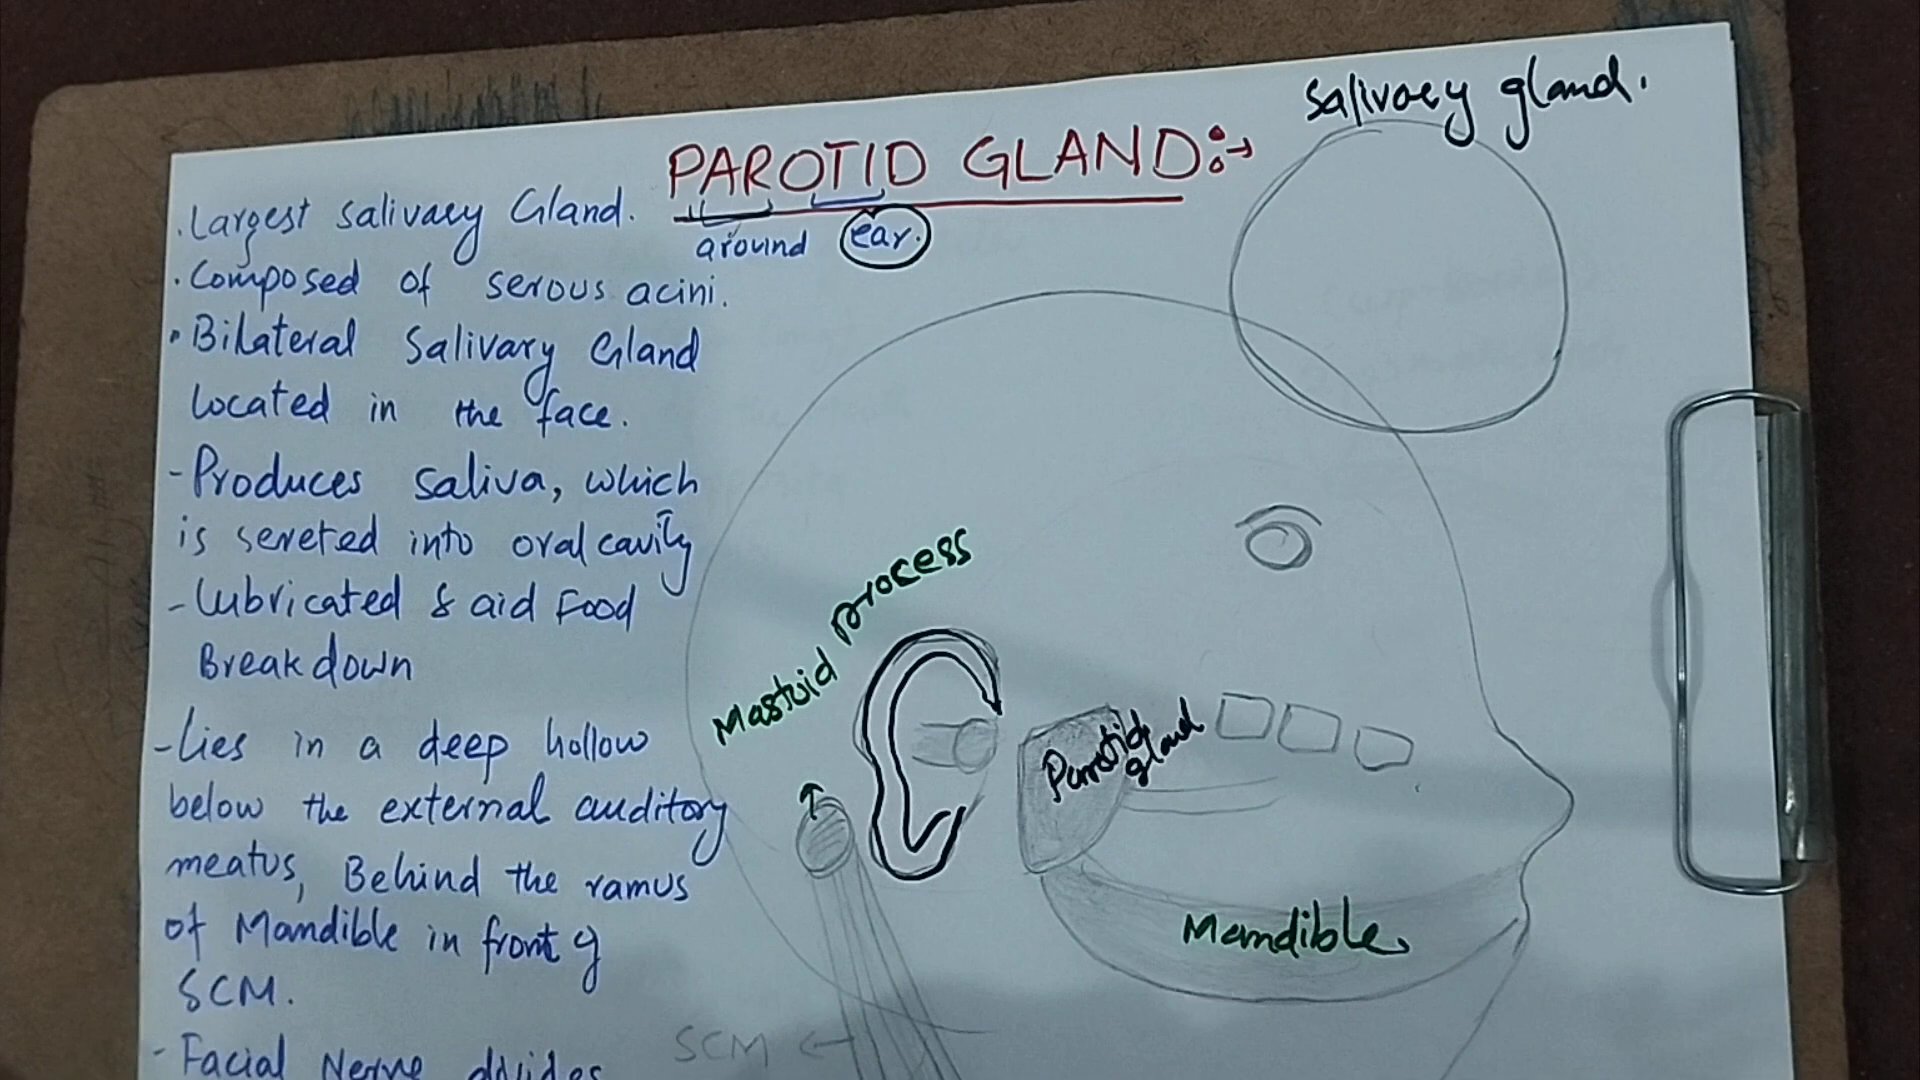 Salivary gland.
PAROTID GLAND:→
around ear.
. Largest salivary Gland.
. Composed of serous acini.
• Bilateral Salivary Gland
located in the face.
- Produces saliva, which
is sereted into oral cavity
- Lubricated & aid Food
Breakdown
- Lies in a deep hollow
below the external auditory
meatus, Behind the ramus
of Mandible in front of
SCM.
- Facial Nerve divides
Mastoid process
Parotid
gland
Mandible
SCM ←